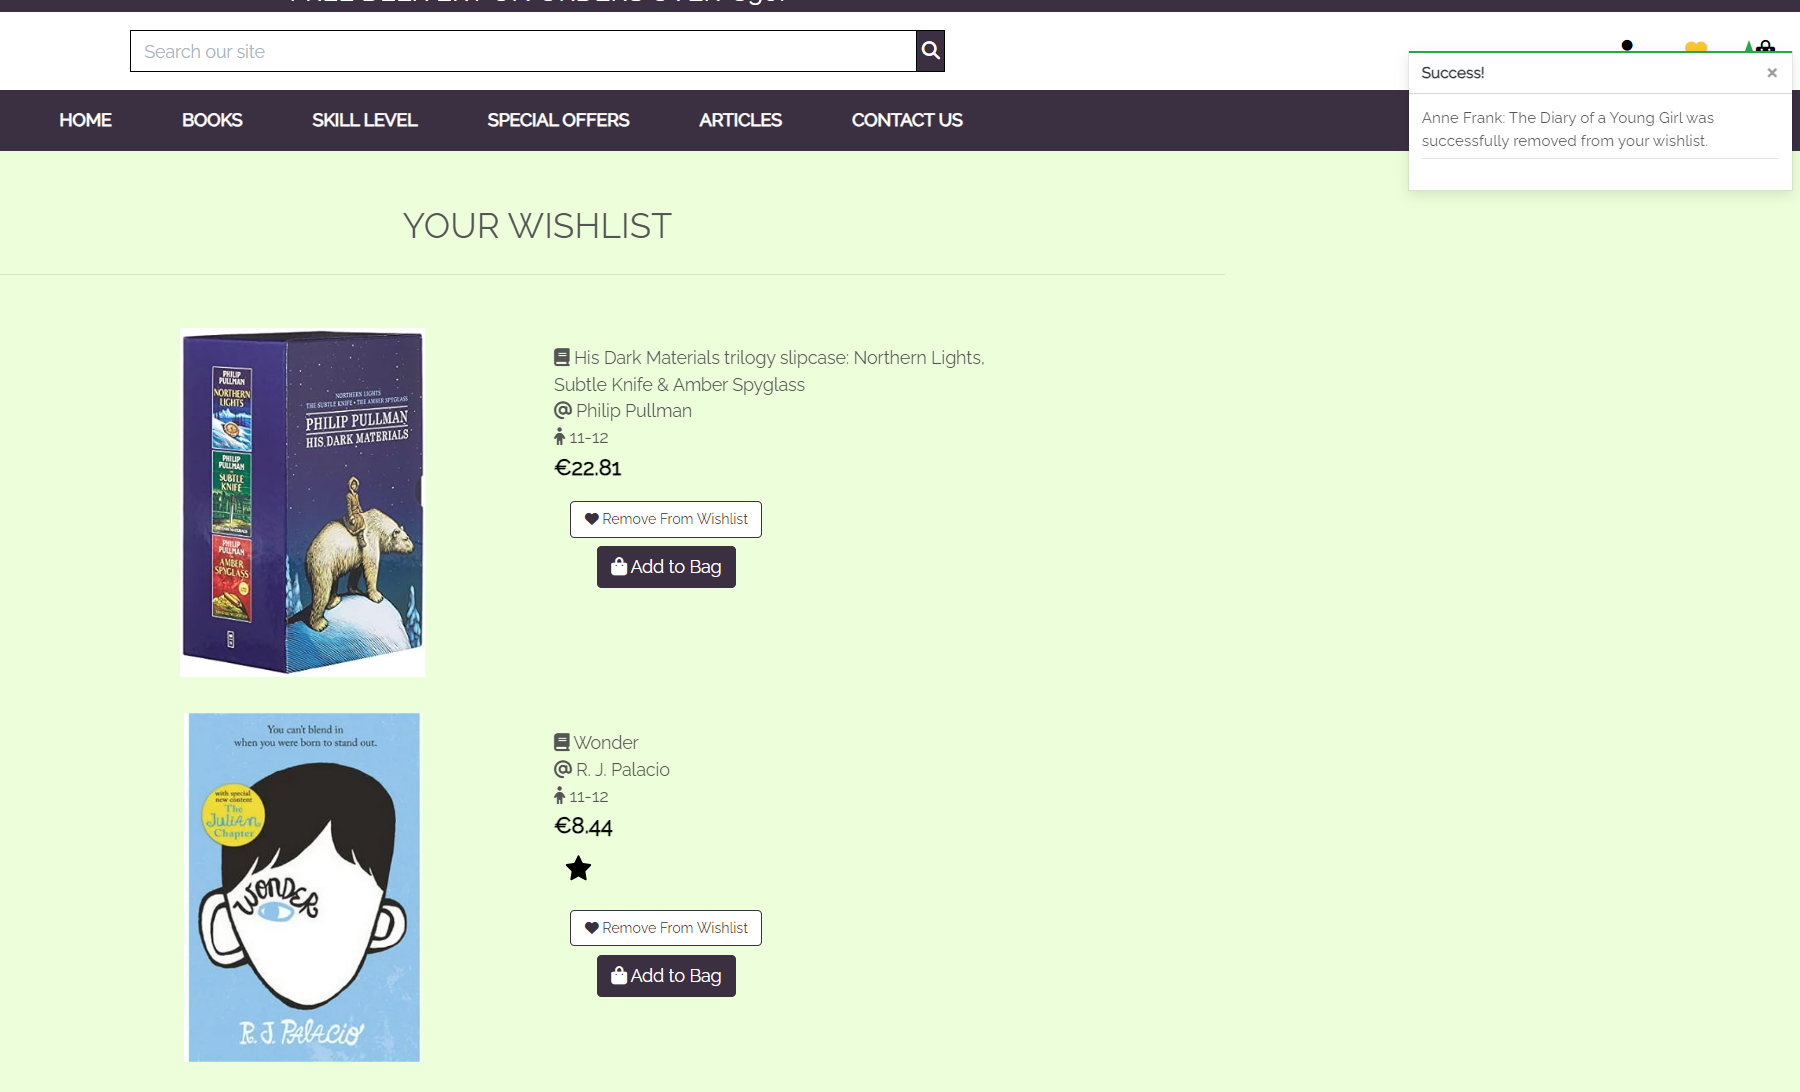 FREE DELIVERY ON ORDERS OVER
Search our site
Success!
×
Anne Frank: The Diary of a Young Girl was
successfully removed from your wishlist.
HOME
BOOKS
SKILL LEVEL
SPECIAL OFFERS
ARTICLES
CONTACT US
YOUR WISHLIST
PHILIP
PULLMAN
NORTHERN
LIGHTS
PHILIP
PULLMAN
SUBTLE
KNIFE
PHILIP
PULLMAN
AMBER
SPYGLASS
NORTHERN LIGHTS
THE SUBTLE KNIFE • THE AMBER SPYGLASS
PHILIP PULLMAN
HIS DARK MATERIALS
His Dark Materials trilogy slipcase: Northern Lights,
Subtle Knife & Amber Spyglass
@ Philip Pullman
11-12
€22.81
Remove From Wishlist
Add to Bag
You can't blend in
when you were born to stand out.
with special
new content
The
Julian
Chapter
WONDER
R. J. PALACIO
Wonder
@ R. J. Palacio
11-12
€8.44
Remove From Wishlist
Add to Bag